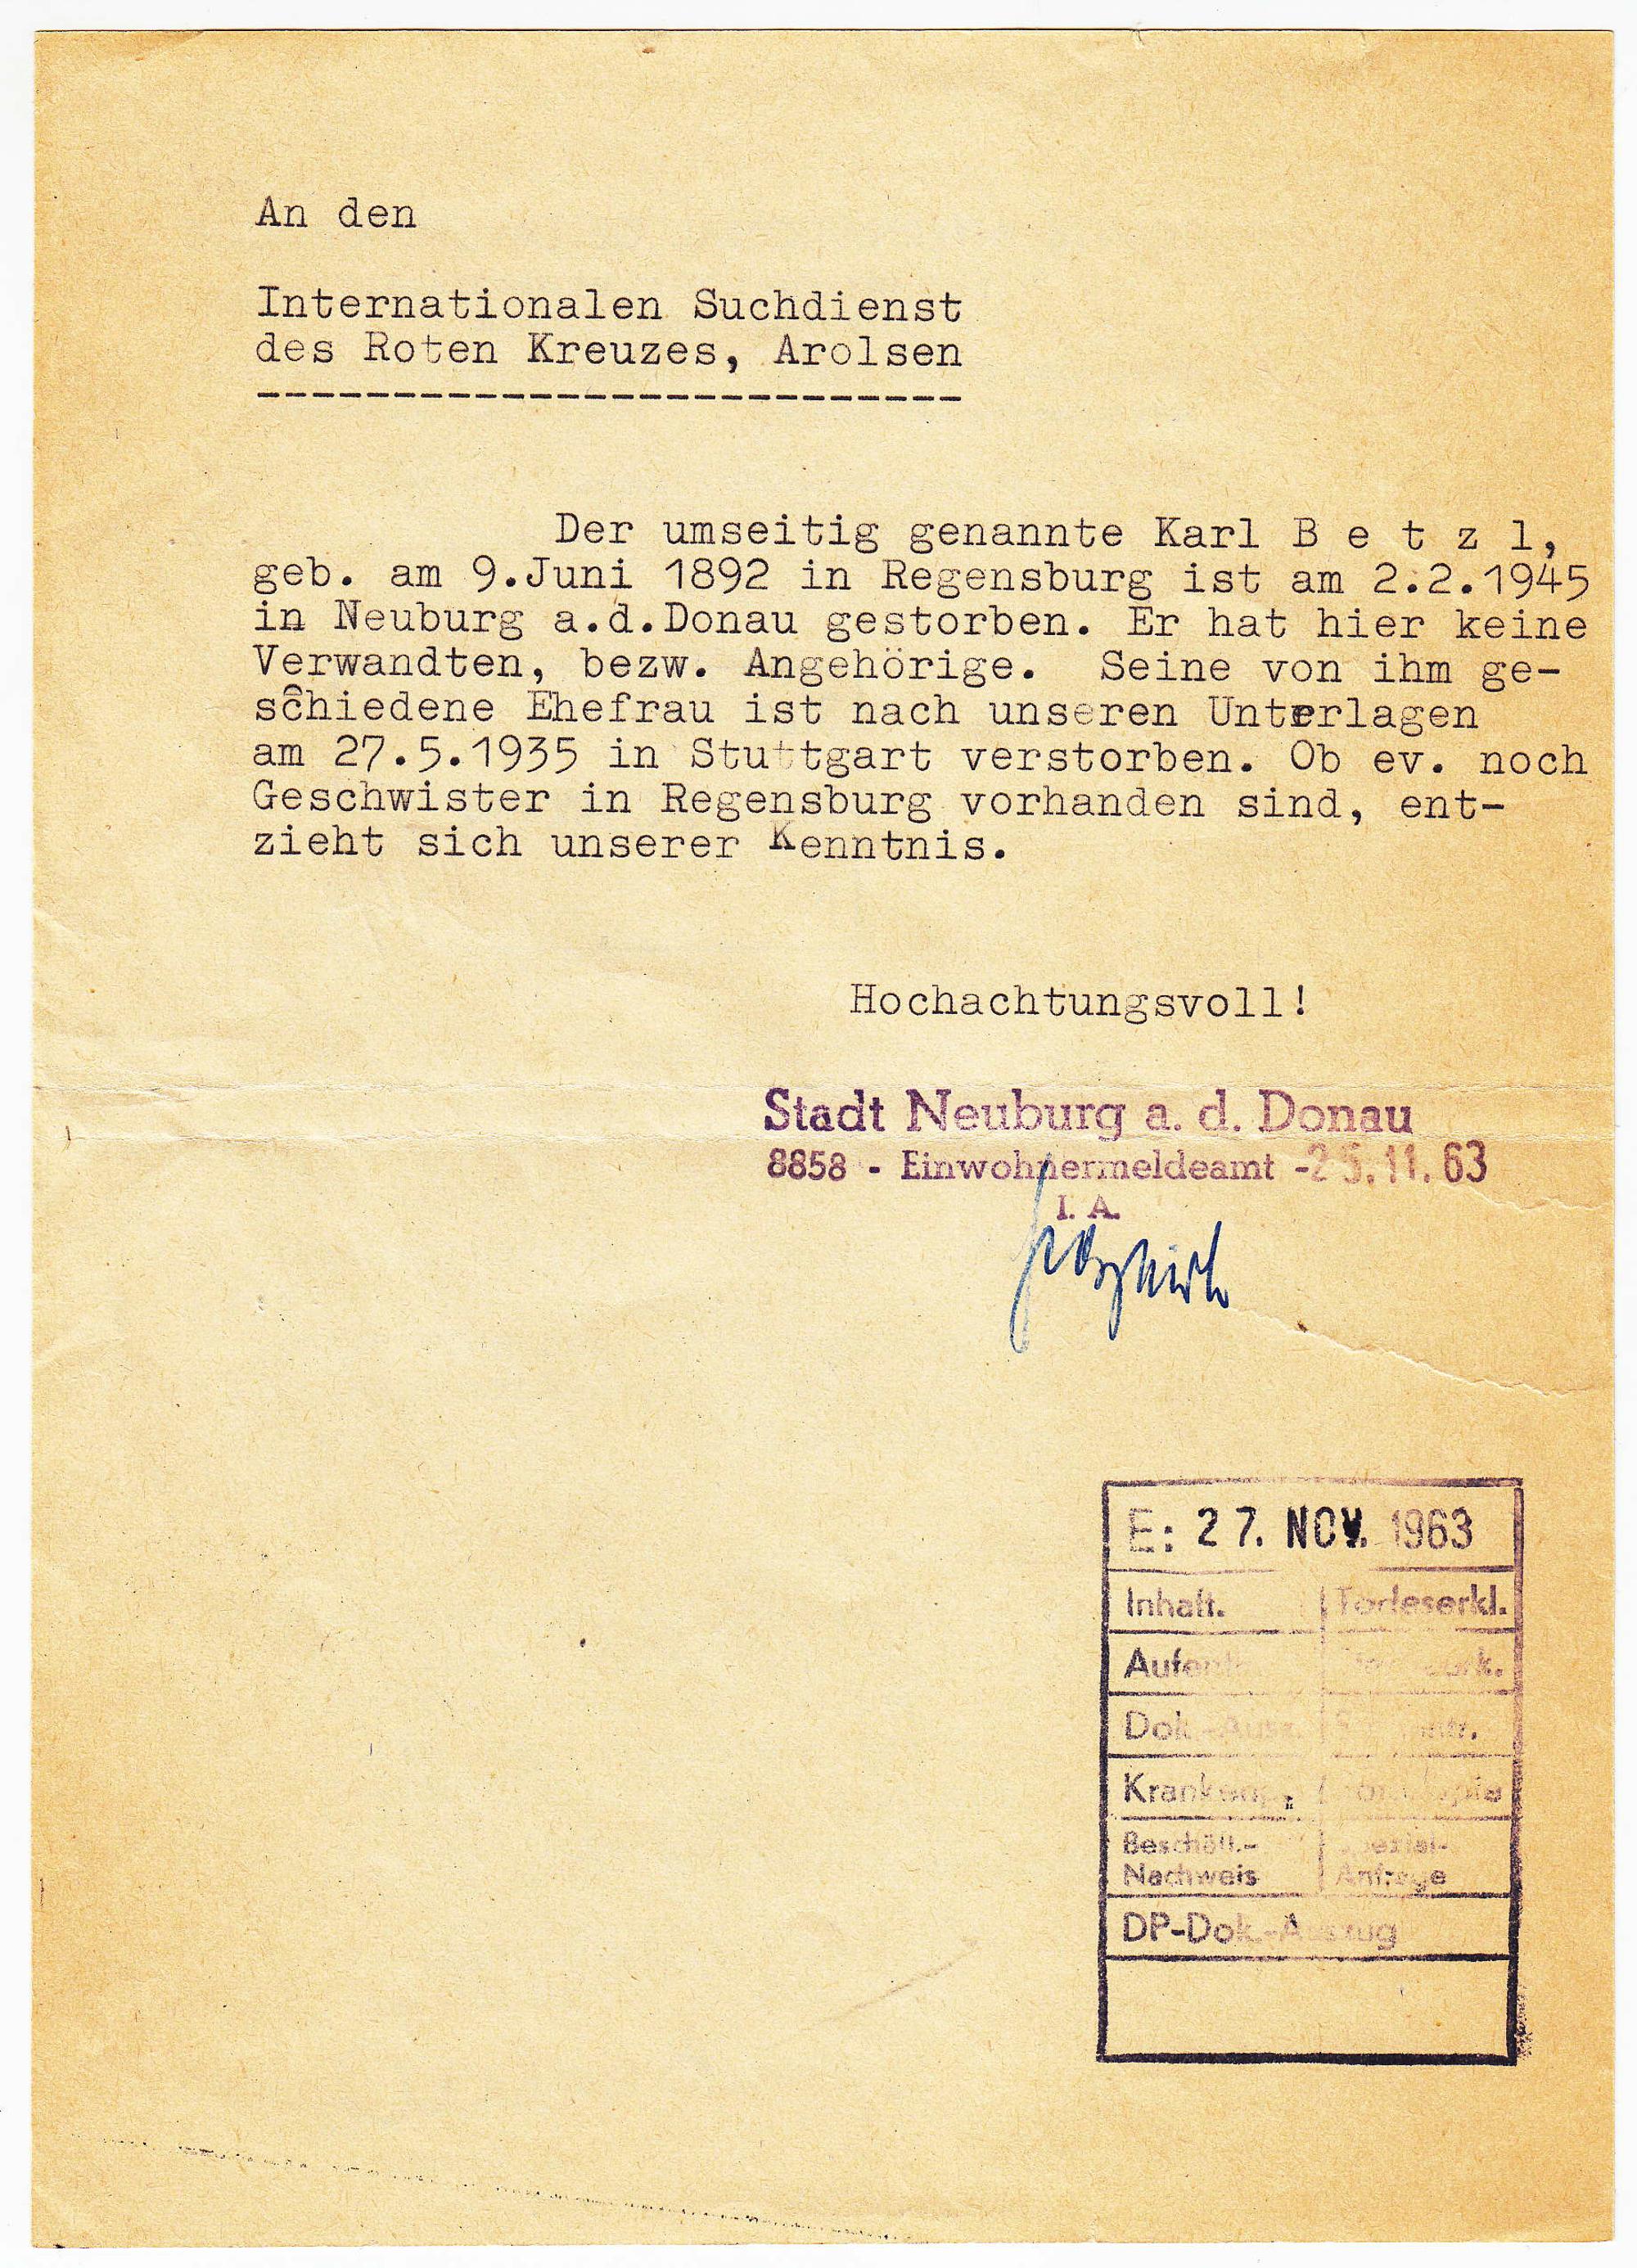 An den
Internationalen Suchdienst
des Roten Kreuzes, Arolsen
---------------------------
Der umseitig genannte Karl B e t z l,
geb. am 9.Juni 1892 in Regensburg ist am 2.2.1945
in Neuburg a.d.Donau gestorben. Er hat hier keine
Verwandten, bezw. Angehörige. Seine von ihm ge-
schiedene Ehefrau ist nach unseren Unterlagen
am 27.5.1935 in Stuttgart verstorben. Ob ev. noch
Geschwister in Regensburg vorhanden sind, ent-
zieht sich unserer Kenntnis.
Hochachtungsvoll!
Stadt Neuburg a. d. Donau
8858 - Einwohnermeldeamt -25.11.63
I. A.
E: 27. NOV. 1963
Inhaft. Todeserkl.
Dok.-Ausz.
Beschäft.- Spezial-
Nachweis Anfrage
DP-Dok.-Auszug